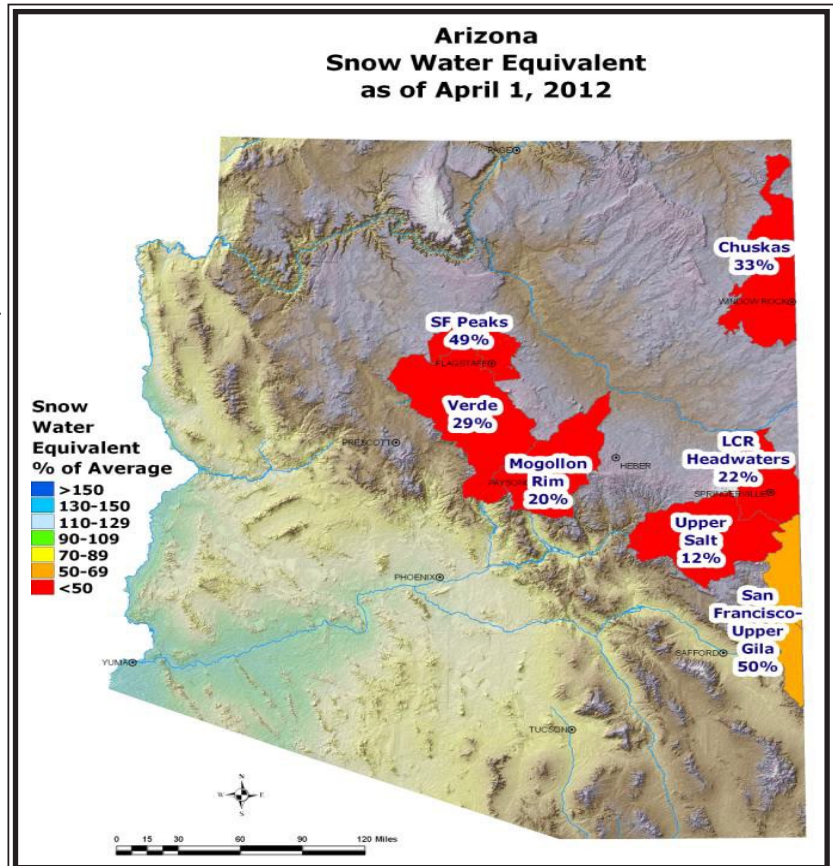 Arizona
Snow Water Equivalent
as of April 1, 2012
PAGE
Chuskas
33%
WINDOW ROCK
SF Peaks
49%
FLAGSTAFF
Verde
29%
PRESCOTT
Mogollon
Rim
20%
PAYSON
HEBER
LCR
Headwaters
22%
SPRINGERVILLE
Upper
Salt
12%
PHOENIX
San
Francisco-
Upper
Gila
50%
SAFFORD
YUMA
TUCSON
Snow
Water
Equivalent
% of Average
>150
130-150
110-129
90-109
70-89
50-69
<50
N
W E
S
0 15 30 60 90 120 Miles